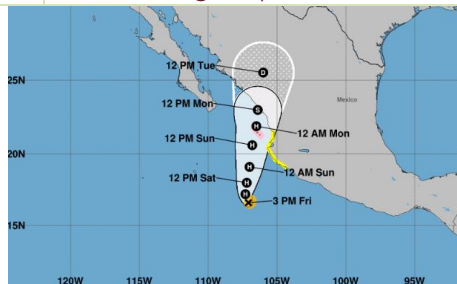 12 PM Tue
D
25N
12 PM Mon
S
Mexico
H
12 AM Mon
12 PM Sun
H
20N
H
12 AM Sun
12 PM Sat
H
H
3 PM Fri
15N
120W
115W
110W
105W
100W
95W